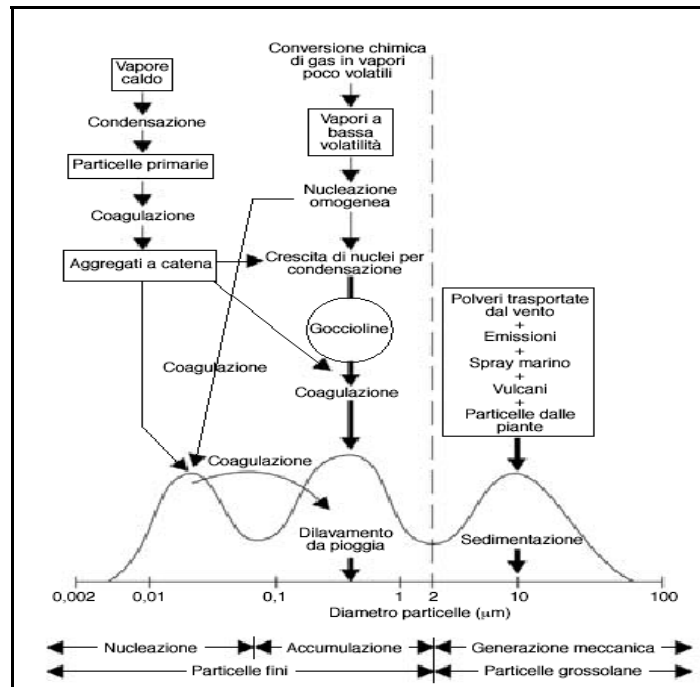 Vapore
caldo
Condensazione
Particelle primarie
Coagulazione
Aggregati a catena
Conversione chimica
di gas in vapori
poco volatili
Vapori a
bassa
volatilità
Nucleazione
omogenea
Crescita di nuclei per
condensazione
Goccioline
Coagulazione
Coagulazione
Coagulazione
Dilavamento
da pioggia
Polveri trasportate
dal vento
+
Emissioni
+
Spray marino
+
Vulcani
+
Particelle dalle
piante
Sedimentazione
0,002 0,01 0,1 1 2 10 100
Diametro particelle (μm)
Nucleazione Accumulazione Generazione meccanica
Particelle fini Particelle grossolane